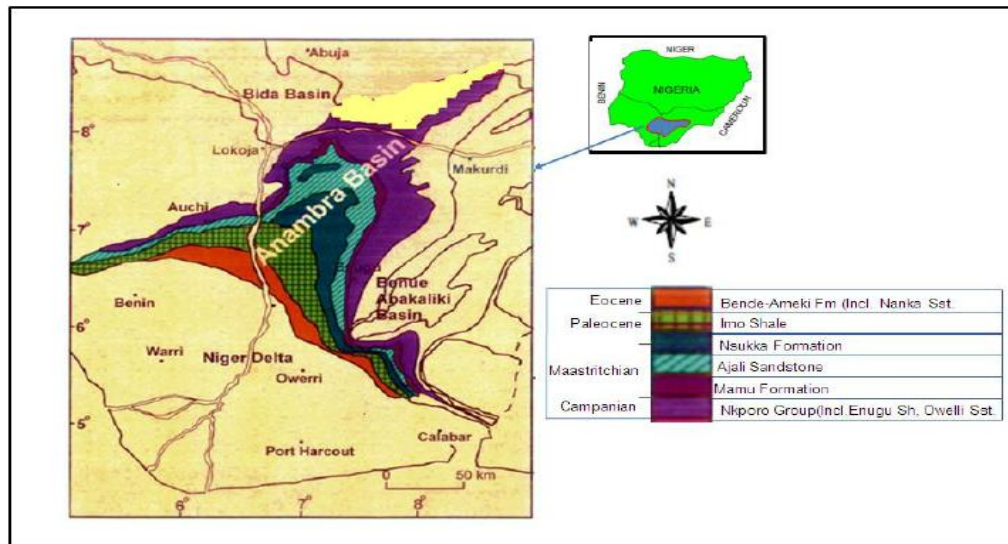 Abuja
Bida Basin
8°
Lokoja
Makurdi
Anambra Basin
Auchi
7°
Benue
Abakaliki
Basin
Benin
6°
Warri
Niger Delta
Owerri
5°
Calabar
Port Harcout
0 50 km
6° 7° 8°
NIGER
BENIN
NIGERIA
CAMEROUN
N
W E
S
Eocene Bende-Ameki Fm (Incl. Nanka Sst.
Paleocene Imo Shale
Nsukka Formation
Maastritchian Ajali Sandstone
Mamu Formation
Campanian Nkporo Group(Incl.Enugu Sh, Owelli Sst.